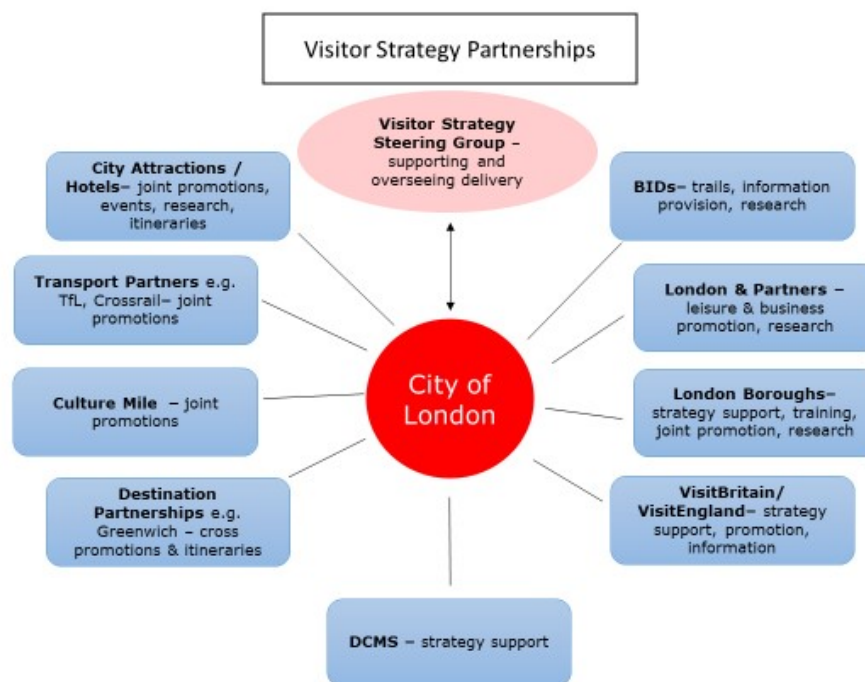 Visitor Strategy Partnerships
Visitor Strategy
Steering Group –
supporting and
overseeing delivery
City Attractions /
Hotels– joint promotions,
events, research,
itineraries
BIDs– trails, information
provision, research
Transport Partners e.g.
TfL, Crossrail– joint
promotions
London & Partners –
leisure & business
promotion, research
City of
London
Culture Mile – joint
promotions
London Boroughs–
strategy support, training,
joint promotion, research
Destination
Partnerships e.g.
Greenwich – cross
promotions & itineraries
VisitBritain/
VisitEngland– strategy
support, promotion,
information
DCMS – strategy support